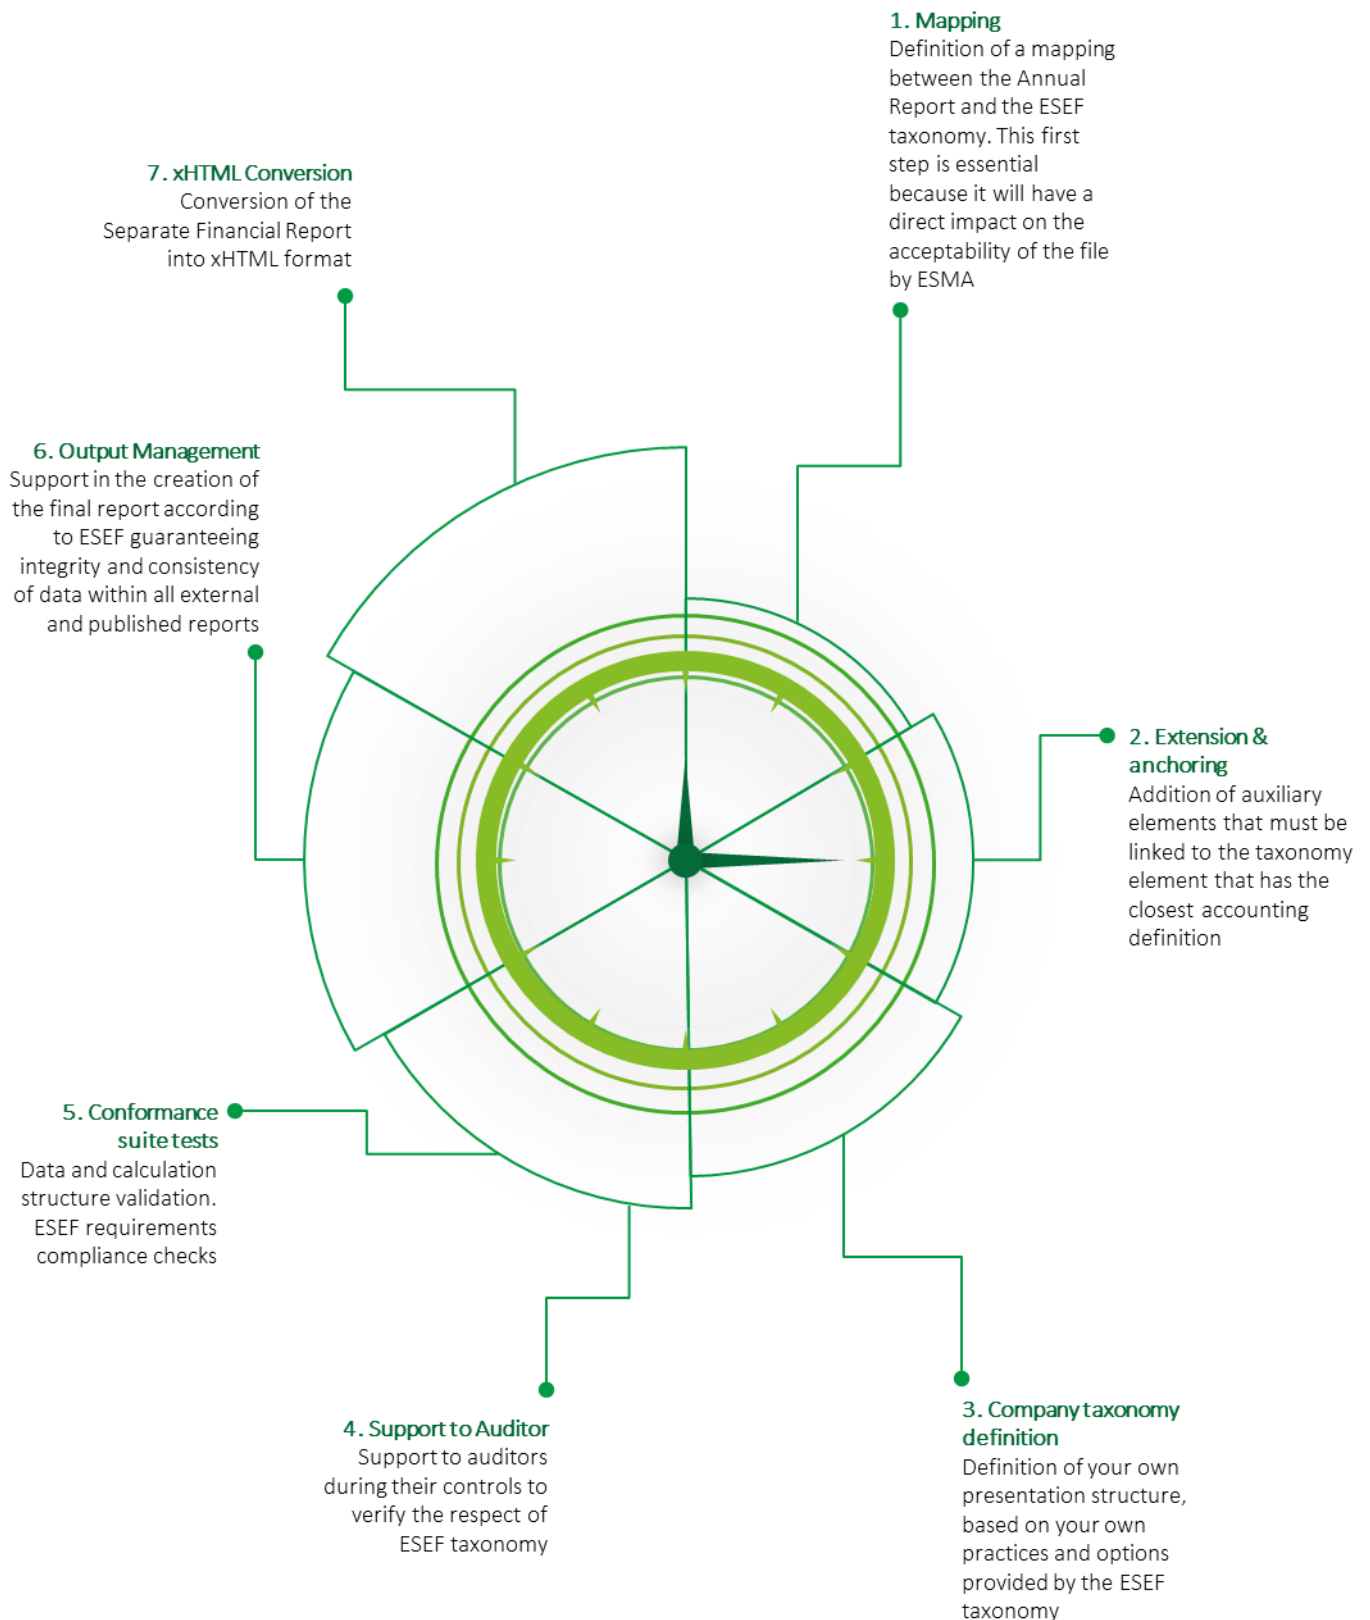 1. Mapping
Definition of a mapping
between the Annual
Report and the ESEF
taxonomy. This first
step is essential
because it will have a
direct impact on the
acceptability of the file
by ESMA
2. Extension &
anchoring
Addition of auxiliary
elements that must be
linked to the taxonomy
element that has the
closest accounting
definition
3. Company taxonomy
definition
Definition of your own
presentation structure,
based on your own
practices and options
provided by the ESEF
taxonomy
4. Support to Auditor
Support to auditors
during their controls to
verify the respect of
ESEF taxonomy
5. Conformance
suite tests
Data and calculation
structure validation.
ESEF requirements
compliance checks
6. Output Management
Support in the creation of
the final report according
to ESEF guaranteeing
integrity and consistency
of data within all external
and published reports
7. xHTML Conversion
Conversion of the
Separate Financial Report
into xHTML format